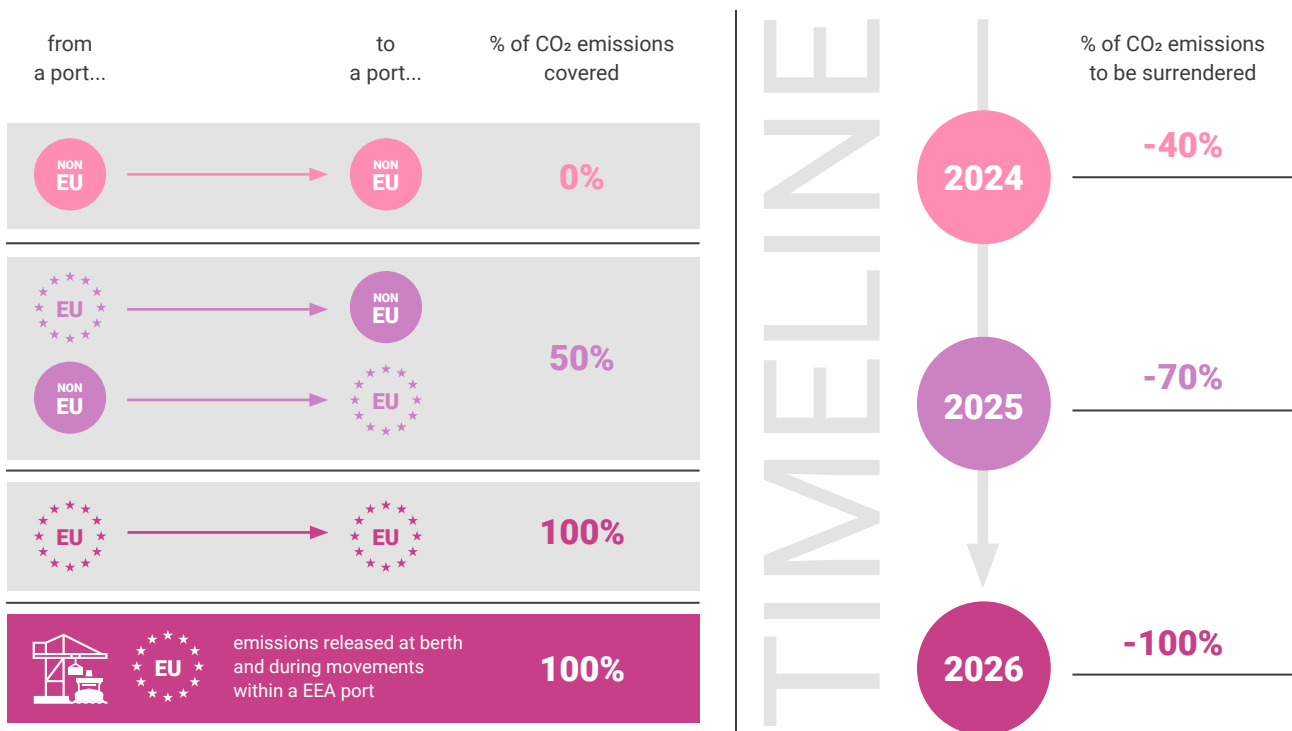 from
a port...
to
a port...
% of CO₂ emissions
covered
NON
EU
NON
EU
0%
EU
NON
EU
50%
NON
EU
EU
EU
EU
100%
EU
emissions released at berth
and during movements
within a EEA port
100%
TIMELINE
% of CO₂ emissions
to be surrendered
2024
-40%
2025
-70%
2026
-100%